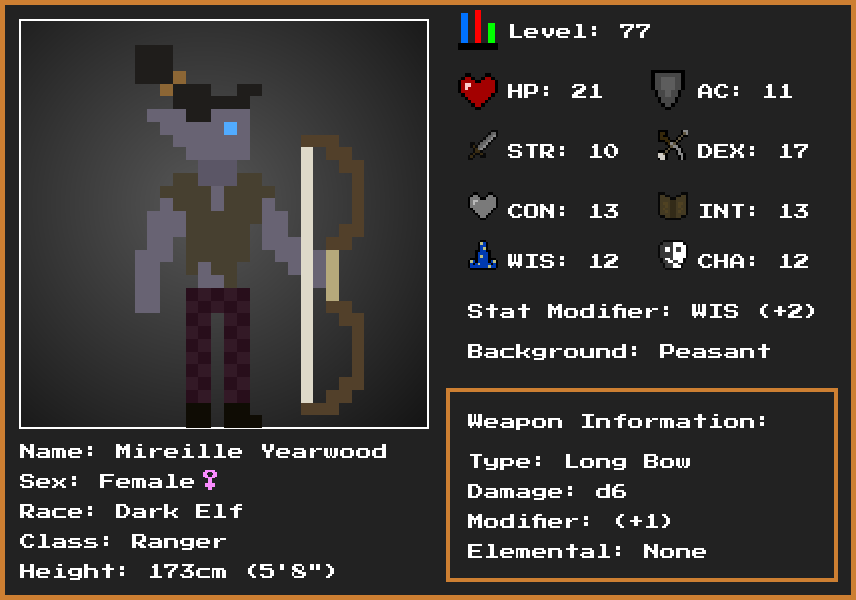 Level: 77
HP: 21
AC: 11
STR: 10
DEX: 17
CON: 13
INT: 13
WIS: 12
CHA: 12
Stat Modifier: WIS (+2)
Background: Peasant
Weapon Information:
Type: Long Bow
Damage: d6
Modifier: (+1)
Elemental: None
Name: Mireille Yearwood
Sex: Female♀
Race: Dark Elf
Class: Ranger
Height: 173cm (5'8")